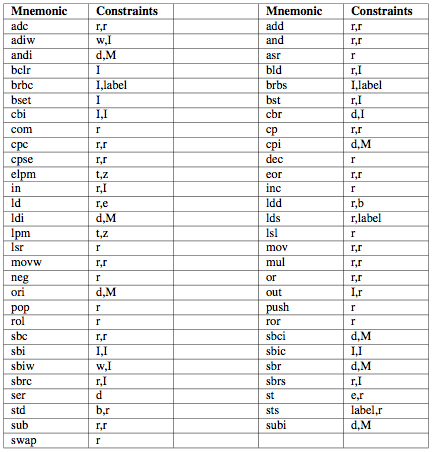 Mnemonic Constraints Mnemonic Constraints
adc r,r add r,r
adiw w,I and r,r
andi d,M asr r
bclr I bld r,I
brbc I,label brbs I,label
bset I bst r,I
cbi I,I cbr d,I
com r cp r,r
cpc r,r cpi d,M
cpse r,r dec r
elpm t,z eor r,r
in r,I inc r
ld r,e ldd r,b
ldi d,M lds r,label
lpm t,z lsl r
lsr r mov r,r
movw r,r mul r,r
neg r or r,r
ori d,M out I,r
pop r push r
rol r ror r
sbc r,r sbci d,M
sbi I,I sbic I,I
sbiw w,I sbr d,M
sbrc r,I sbrs r,I
ser d st e,r
std b,r sts label,r
sub r,r subi d,M
swap r